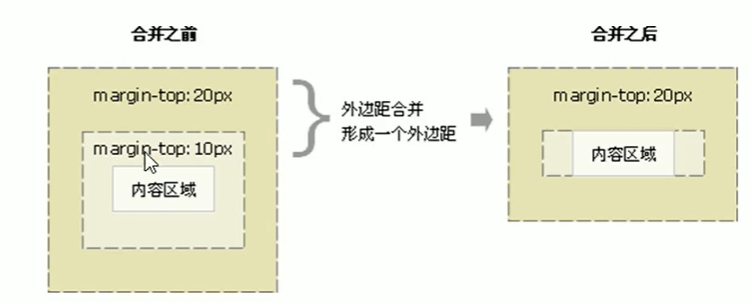 合并之前
合并之后
margin-top:20px
margin-top:10px
内容区域
外边距合并
形成一个外边距
margin-top:20px
内容区域